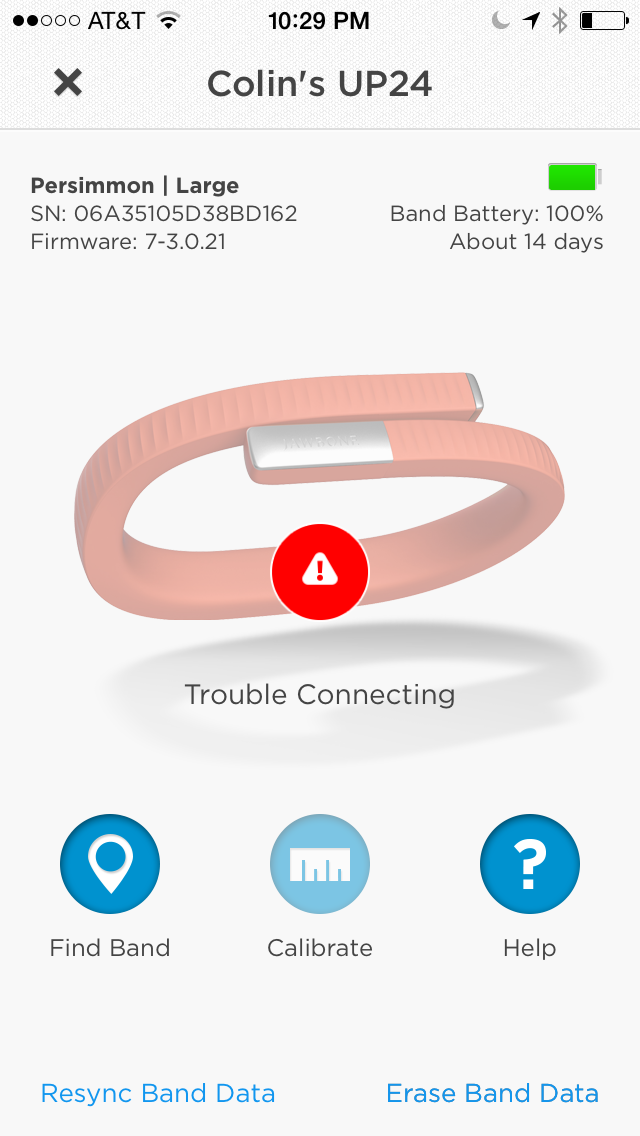 AT&T 10:29 PM
Colin's UP24
Persimmon | Large
SN: 06A35105D38BD162
Band Battery: 100%
Firmware: 7-3.0.21
About 14 days
JAWBONE
Trouble Connecting
Find Band
Calibrate
Help
Resync Band Data
Erase Band Data